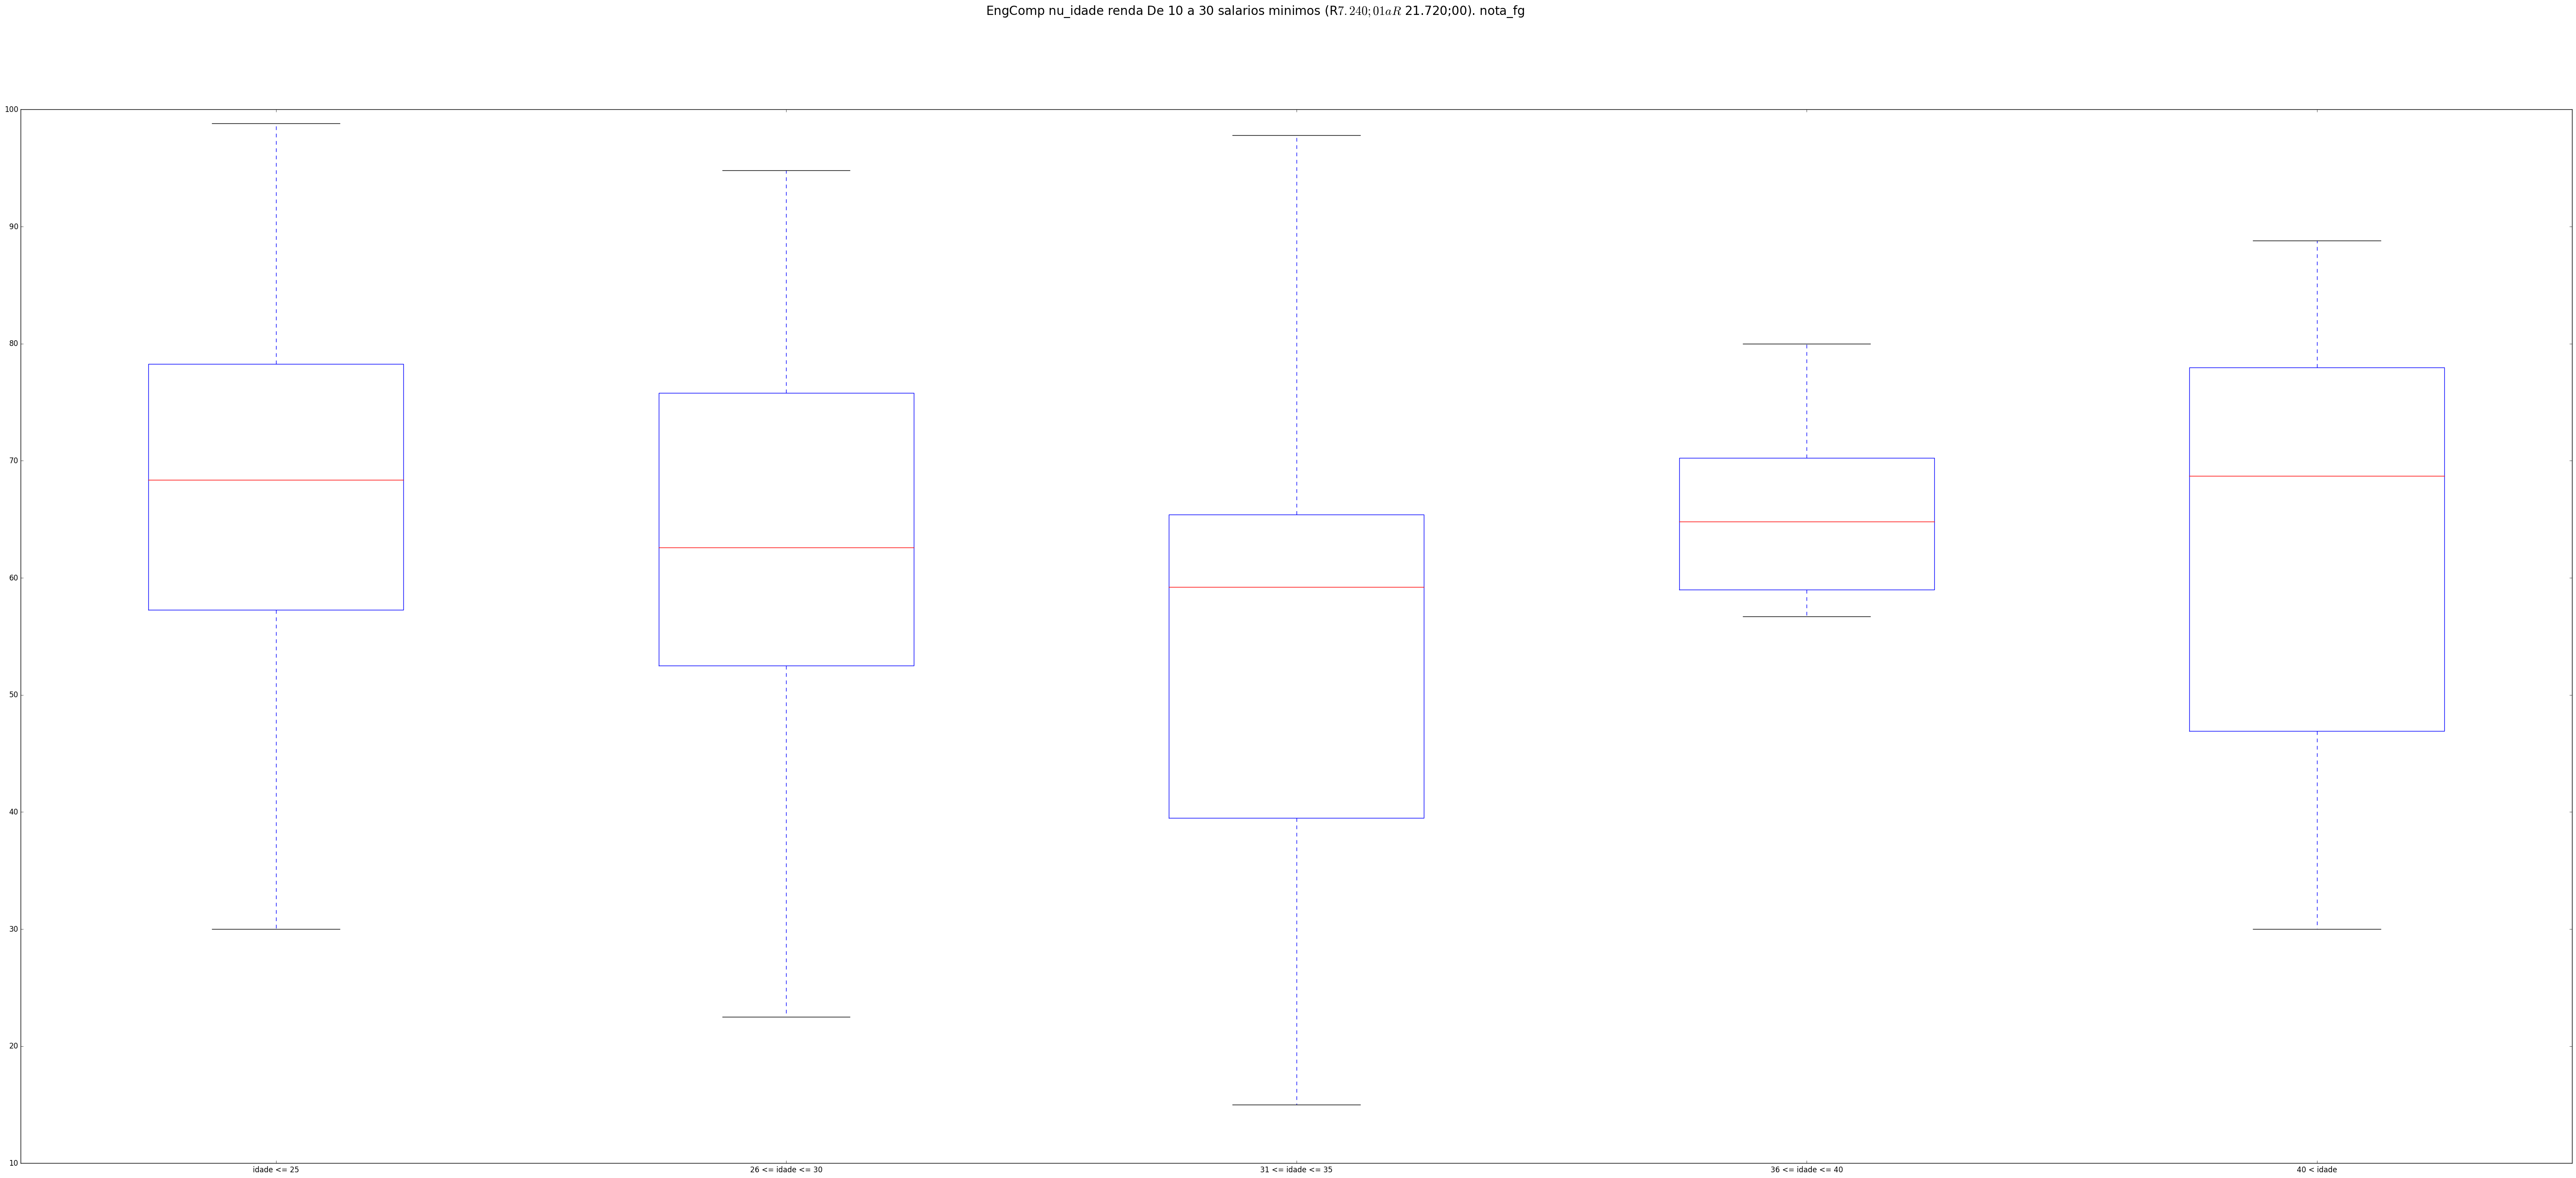 EngComp nu_idade renda De 10 a 30 salarios minimos (R7.240;01aR 21.720;00). nota_fg
100
90
80
70
60
50
40
30
20
10
idade <= 25
26 <= idade <= 30
31 <= idade <= 35
36 <= idade <= 40
40 < idade